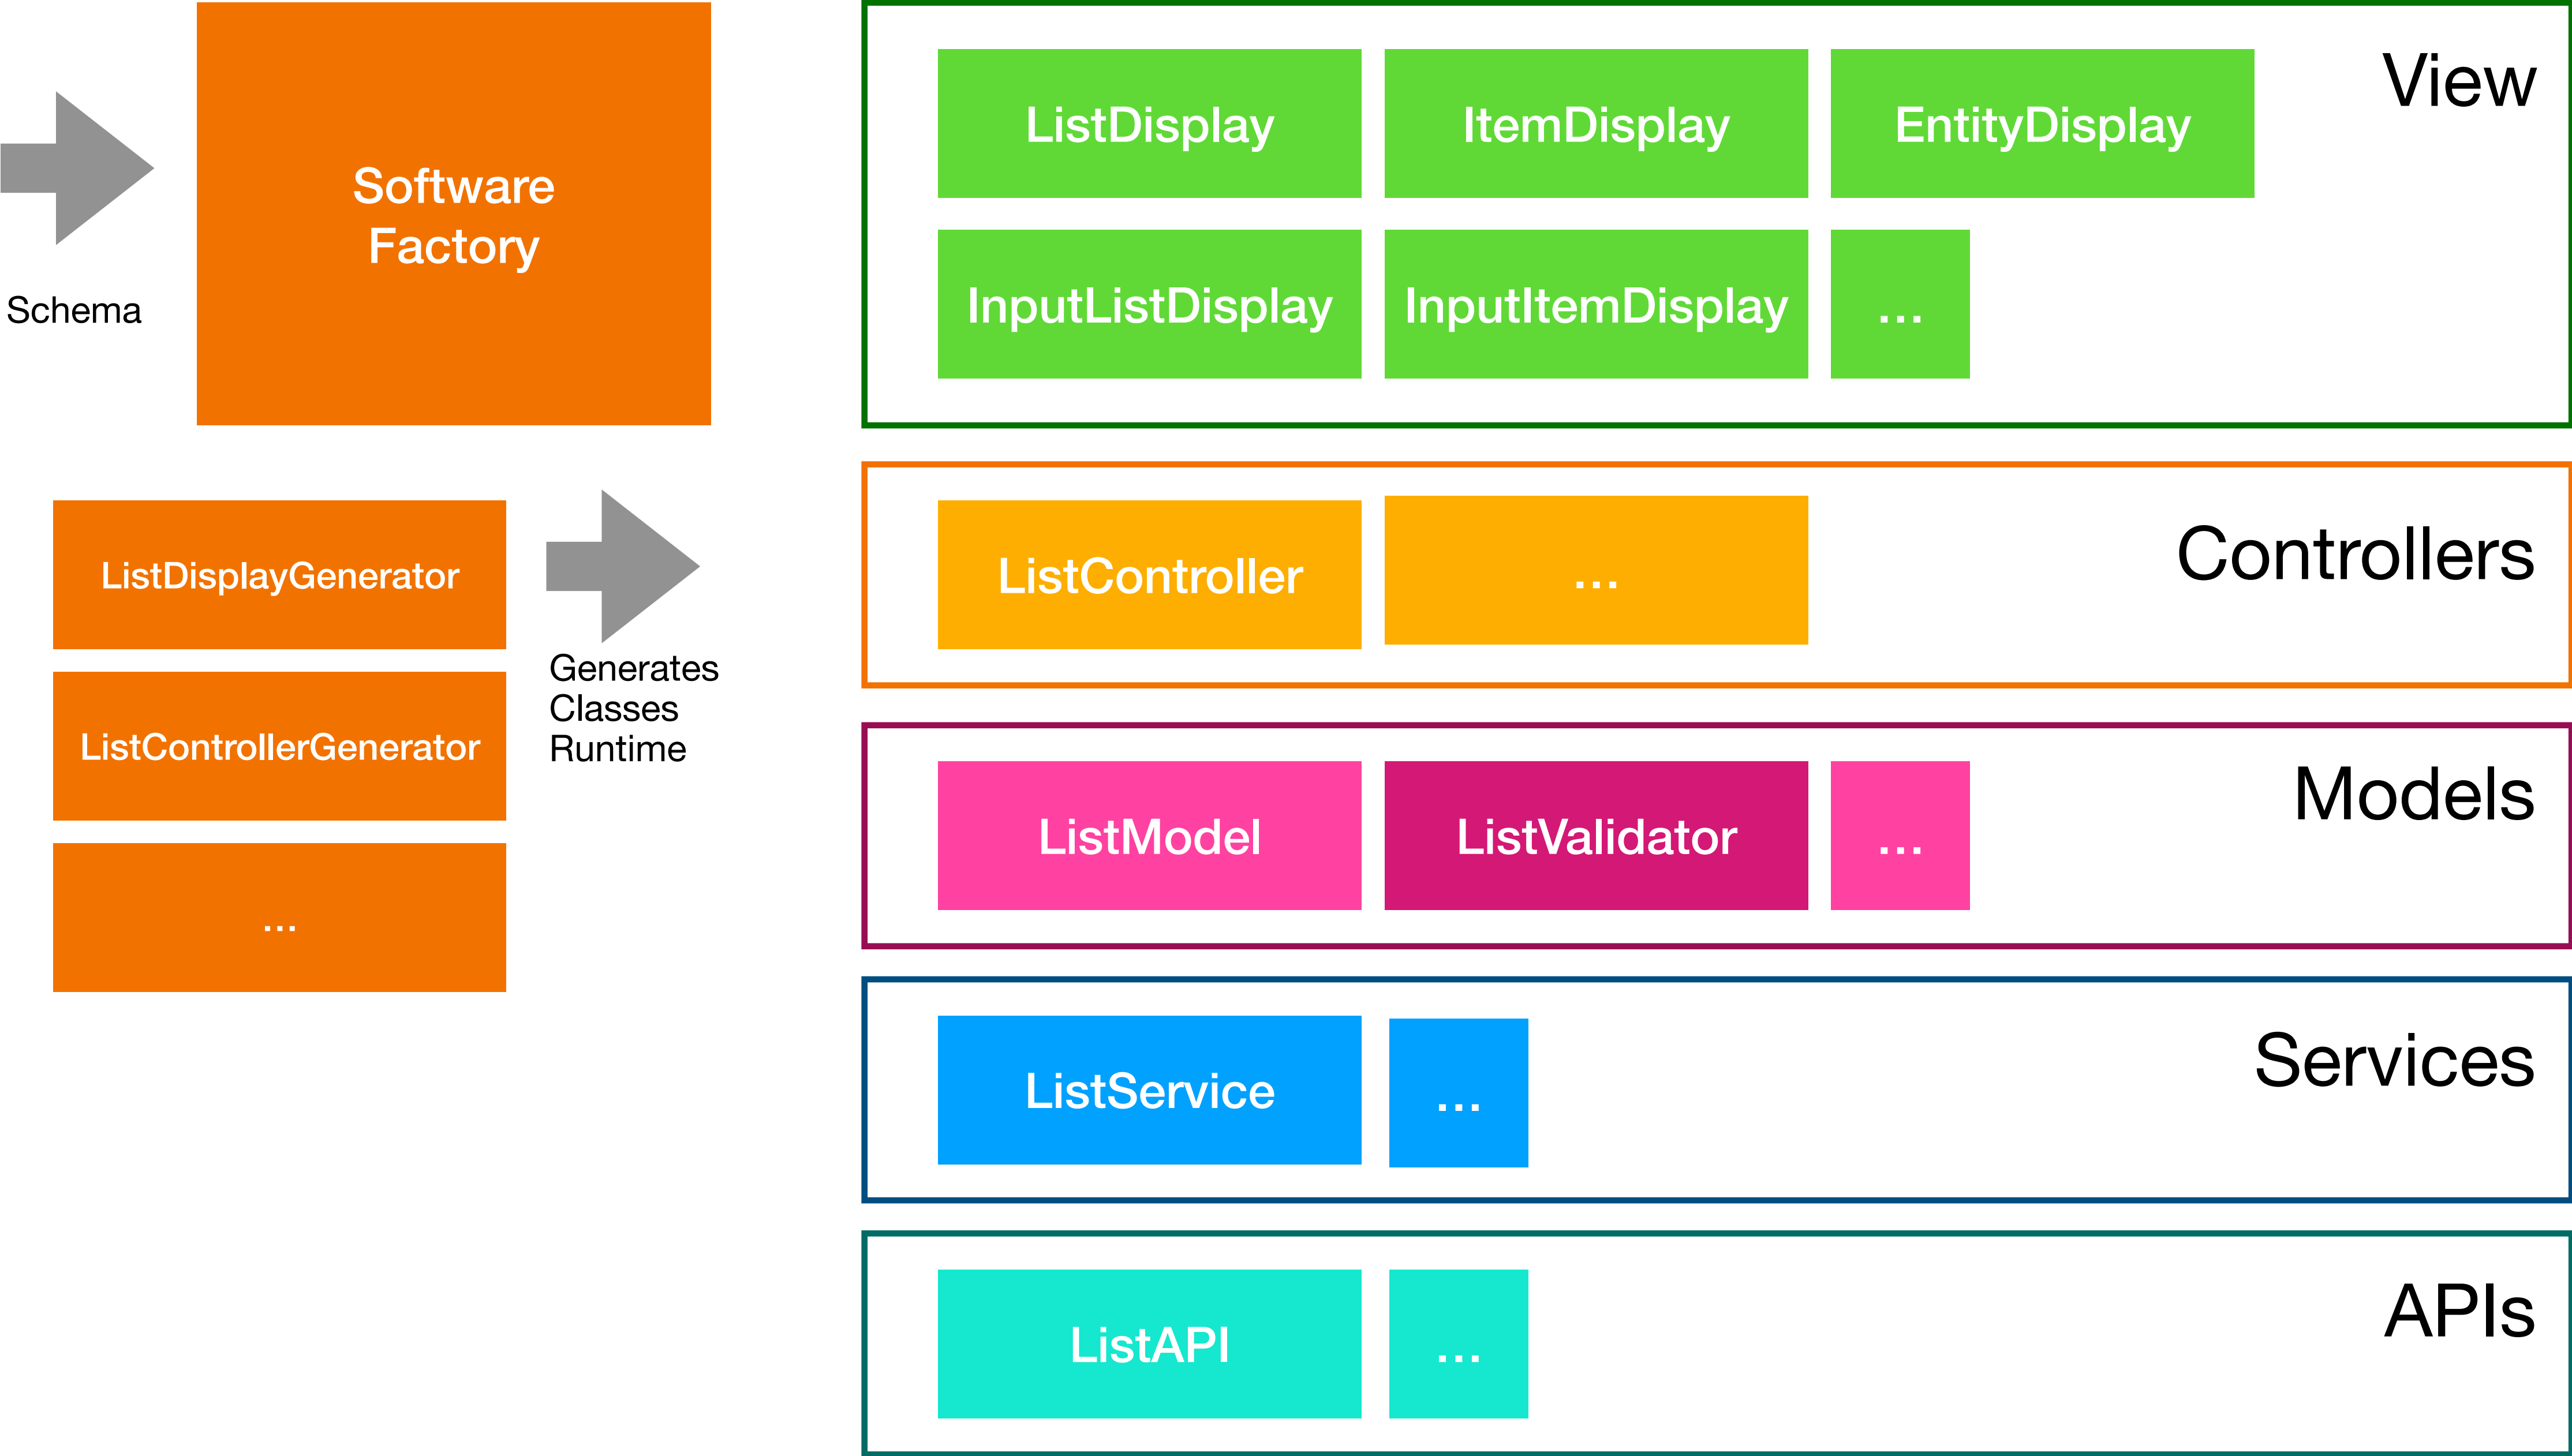 Schema
Software
Factory
ListDisplayGenerator
ListControllerGenerator
...
Generates
Classes
Runtime
View
ListDisplay
ItemDisplay
EntityDisplay
InputListDisplay
InputItemDisplay
...
Controllers
ListController
...
Models
ListModel
ListValidator
...
Services
ListService
...
APIs
ListAPI
...